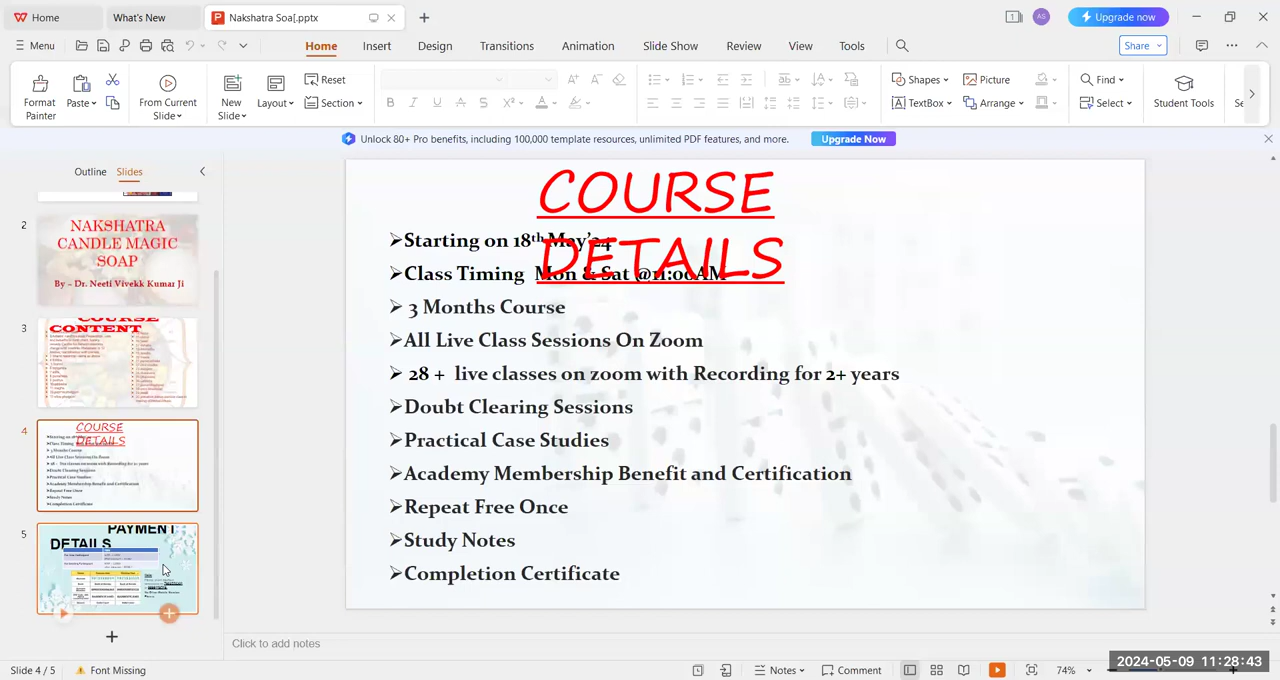 Home
What's New
Nakshatra Soa[.pptx
1
AS
Upgrade now
Menu
Home
Insert
Design
Transitions
Animation
Slide Show
Review
View
Tools
Share
Format
Painter
Paste
From Current
Slide
New
Slide
Layout
Reset
Section
Shapes
Picture
TextBox
Arrange
Find
Select
Student Tools
Se
Unlock 80+ Pro benefits, including 100,000 template resources, unlimited PDF features, and more.
Upgrade Now
Outline
Slides
2
NAKSHATRA
CANDLE MAGIC
SOAP
By – Dr. Neeti Vivekk Kumar Ji
3
COURSE
CONTENT
4
COURSE
DETAILS
5
PAYMENT
DETAILS
COURSE
DETAILS
➢Starting on 18th May'24
➢Class Timing Mon & Sat @11:00AM
➢ 3 Months Course
➢All Live Class Sessions On Zoom
➢ 28 + live classes on zoom with Recording for 2+ years
➢Doubt Clearing Sessions
➢Practical Case Studies
➢Academy Membership Benefit and Certification
➢Repeat Free Once
➢Study Notes
➢Completion Certificate
Click to add notes
Slide 4 / 5
Font Missing
Notes
Comment
74%
2024-05-09 11:28:43